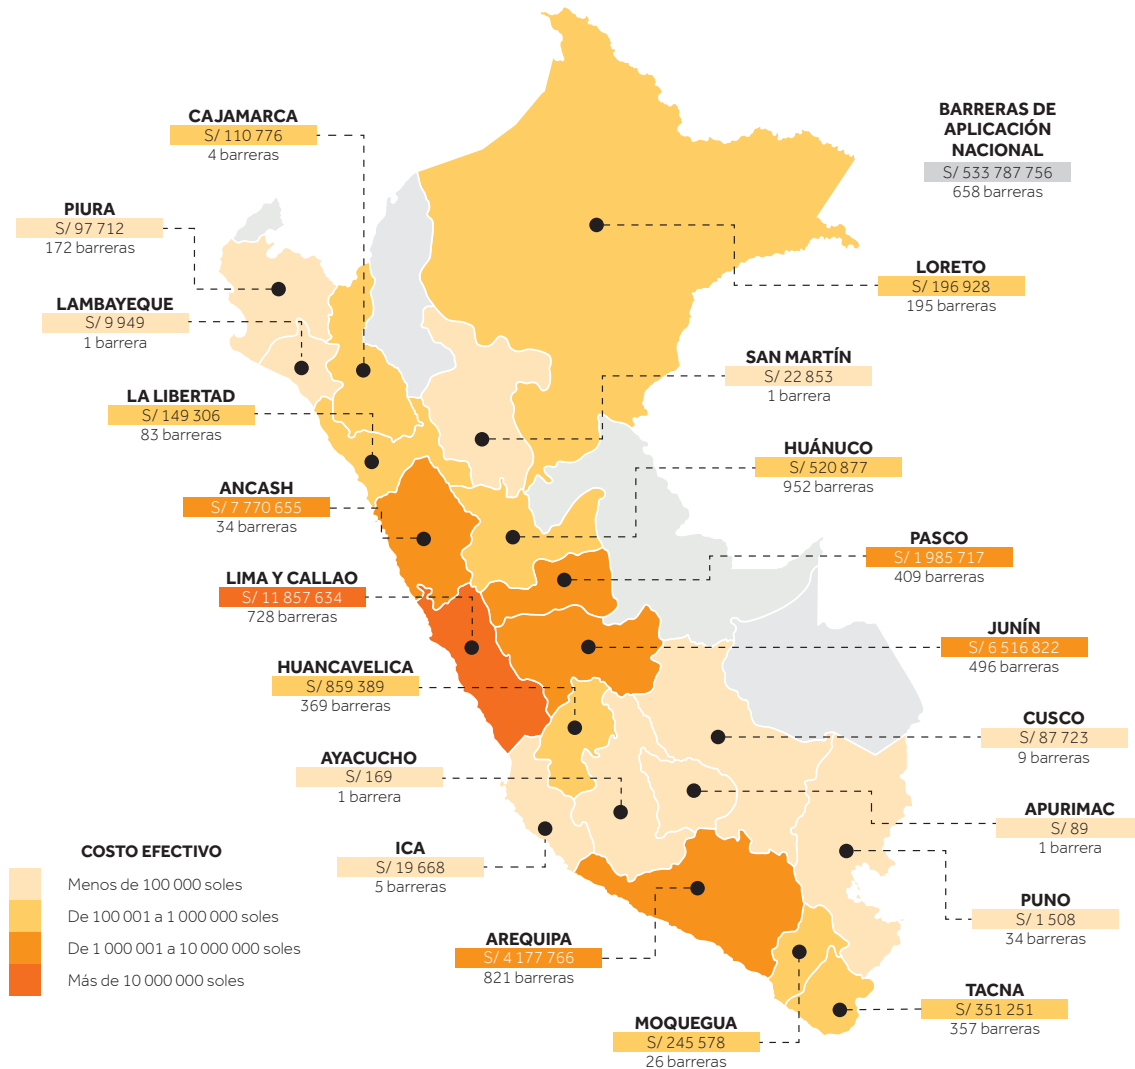 CAJAMARCA
S/ 110 776
4 barreras
BARRERAS DE
APLICACIÓN
NACIONAL
S/ 533 787 756
658 barreras
PIURA
S/ 97 712
172 barreras
LORETO
S/ 196 928
195 barreras
LAMBAYEQUE
S/ 9 949
1 barrera
SAN MARTÍN
S/ 22 853
1 barrera
LA LIBERTAD
S/ 149 306
83 barreras
HUÁNUCO
S/ 520 877
952 barreras
ANCASH
S/ 7 770 655
34 barreras
PASCO
S/ 1 985 717
409 barreras
LIMA Y CALLAO
S/ 11 857 634
728 barreras
JUNÍN
S/ 6 516 822
496 barreras
HUANCAVELICA
S/ 859 389
369 barreras
CUSCO
S/ 87 723
9 barreras
AYACUCHO
S/ 169
1 barrera
APURIMAC
S/ 89
1 barrera
ICA
S/ 19 668
5 barreras
PUNO
S/ 1 508
34 barreras
AREQUIPA
S/ 4 177 766
821 barreras
TACNA
S/ 351 251
357 barreras
MOQUEGUA
S/ 245 578
26 barreras
COSTO EFECTIVO
Menos de 100 000 soles
De 100 001 a 1 000 000 soles
De 1 000 001 a 10 000 000 soles
Más de 10 000 000 soles